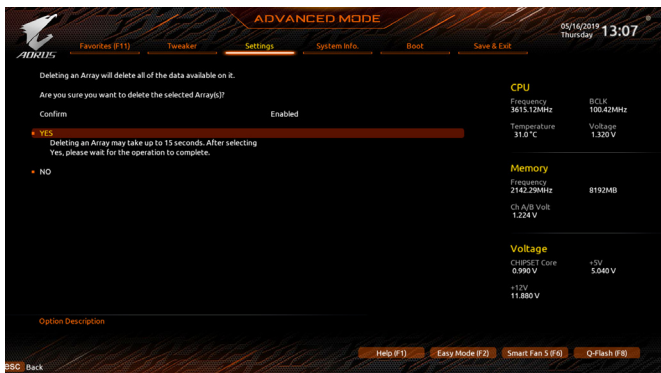 ADVANCED MODE
05/16/2019 13:07
Thursday
AORUS
Favorites (F11) Tweaker Settings System Info. Boot Save & Exit
Deleting an Array will delete all of the data available on it.
Are you sure you want to delete the selected Array(s)?
Confirm Enabled
YES
Deleting an Array may take up to 15 seconds. After selecting
Yes, please wait for the operation to complete.
NO
Option Description
CPU
Frequency BCLK
3615.12MHz 100.42MHz
Temperature Voltage
31.0 °C 1.320 V
Memory
Frequency
2142.29MHz 8192MB
Ch A/B Volt
1.224 V
Voltage
CHIPSET Core +5V
0.990 V 5.040 V
+12V
11.880 V
Help (F1) Easy Mode (F2) Smart Fan 5 (F6) Q-Flash (F8)
esc Back